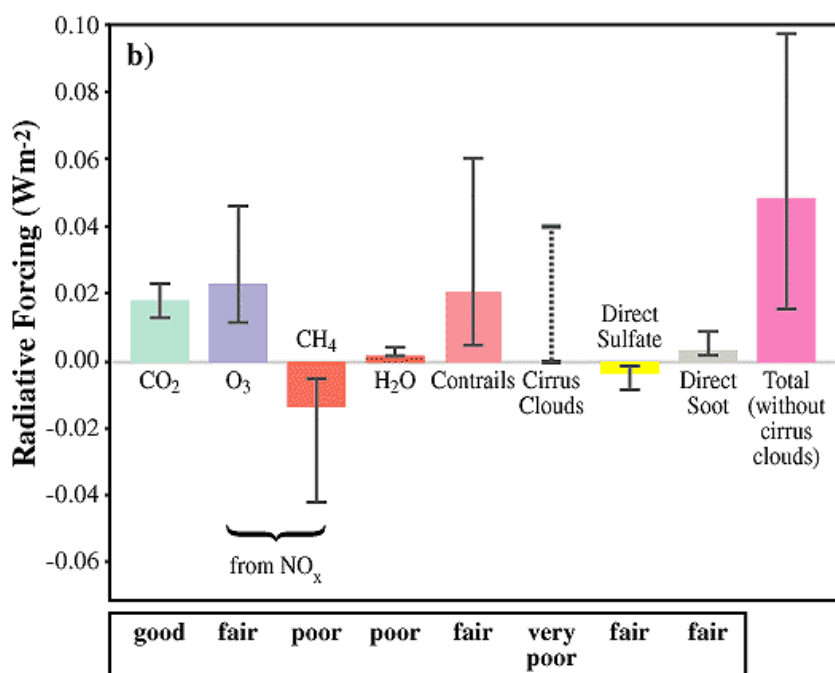 b)
Radiative Forcing (Wm-2)
0.10
0.08
0.06
0.04
0.02
0.00
-0.02
-0.04
-0.06
CO2
O3
CH4
H2O
Contrails
Cirrus
Clouds
Direct
Sulfate
Direct
Soot
Total
(without
cirrus
clouds)
from NOx
good fair poor poor fair very poor fair fair